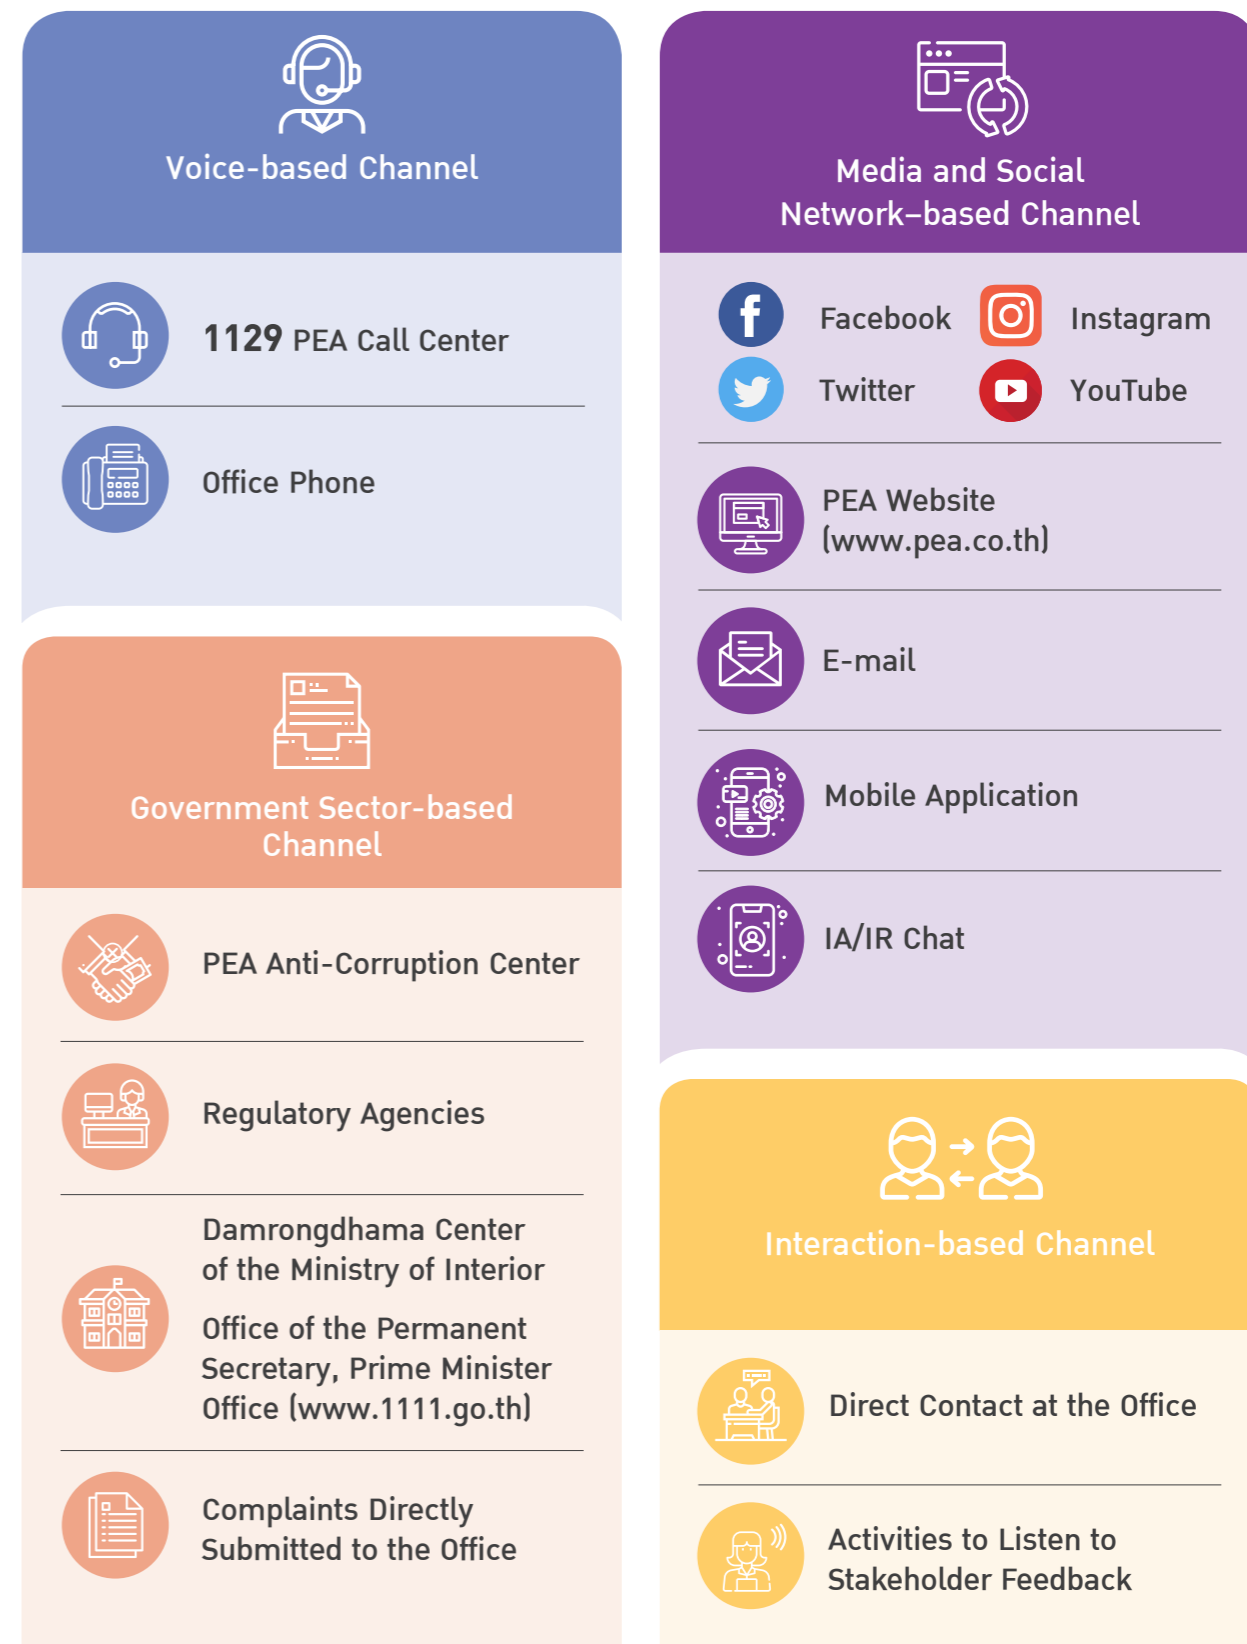 Voice-based Channel
1129 PEA Call Center
Office Phone
Government Sector-based
Channel
PEA Anti-Corruption Center
Regulatory Agencies
Damrongdhama Center
of the Ministry of Interior
Office of the Permanent
Secretary, Prime Minister
Office (www.1111.go.th)
Complaints Directly
Submitted to the Office
Media and Social
Network–based Channel
Facebook
Instagram
Twitter
YouTube
PEA Website
(www.pea.co.th)
E-mail
Mobile Application
IA/IR Chat
Interaction-based Channel
Direct Contact at the Office
Activities to Listen to
Stakeholder Feedback